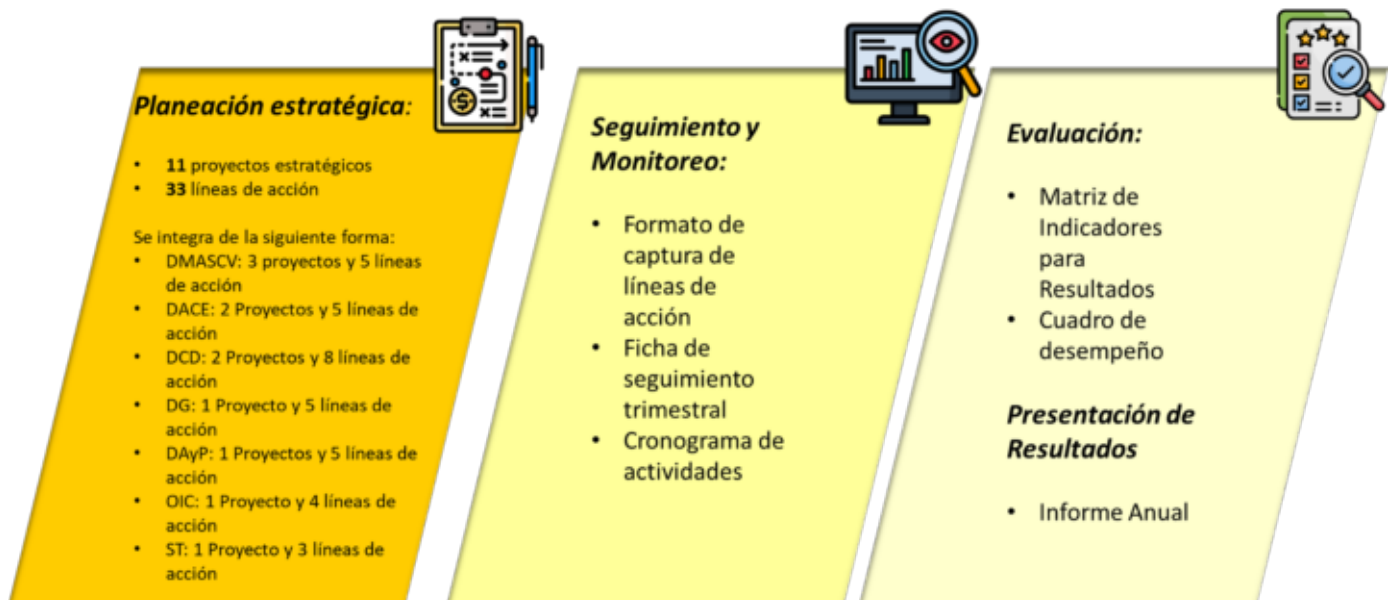 Planeación estratégica:
• 11 proyectos estratégicos
• 33 líneas de acción
Se integra de la siguiente forma:
• DMASCV: 3 proyectos y 5 líneas
de acción
• DACE: 2 Proyectos y 5 líneas de
acción
• DCD: 2 Proyectos y 8 líneas de
acción
• DG: 1 Proyecto y 5 líneas de
acción
• DAyP: 1 Proyectos y 5 líneas de
acción
• OIC: 1 Proyecto y 4 líneas de
acción
• ST: 1 Proyecto y 3 líneas de
acción
Seguimiento y
Monitoreo:
• Formato de
captura de
líneas de
acción
• Ficha de
seguimiento
trimestral
• Cronograma de
actividades
Evaluación:
• Matriz de
Indicadores
para
Resultados
• Cuadro de
desempeño
Presentación de
Resultados
• Informe Anual